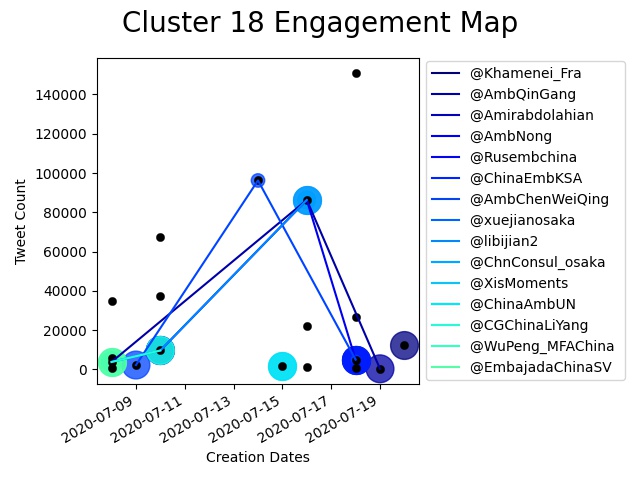 Cluster 18 Engagement Map
Tweet Count
140000
120000
100000
80000
60000
40000
20000
0
2020-07-09
2020-07-11
2020-07-13
2020-07-15
2020-07-17
2020-07-19
Creation Dates
@Khamenei_Fra
@AmbQinGang
@Amirabdolahian
@AmbNong
@Rusembchina
@ChinaEmbKSA
@AmbChenWeiQing
@xuejianosaka
@libijian2
@ChnConsul_osaka
@XisMoments
@ChinaAmbUN
@CGChinaLiYang
@WuPeng_MFAChina
@EmbajadaChinaSV